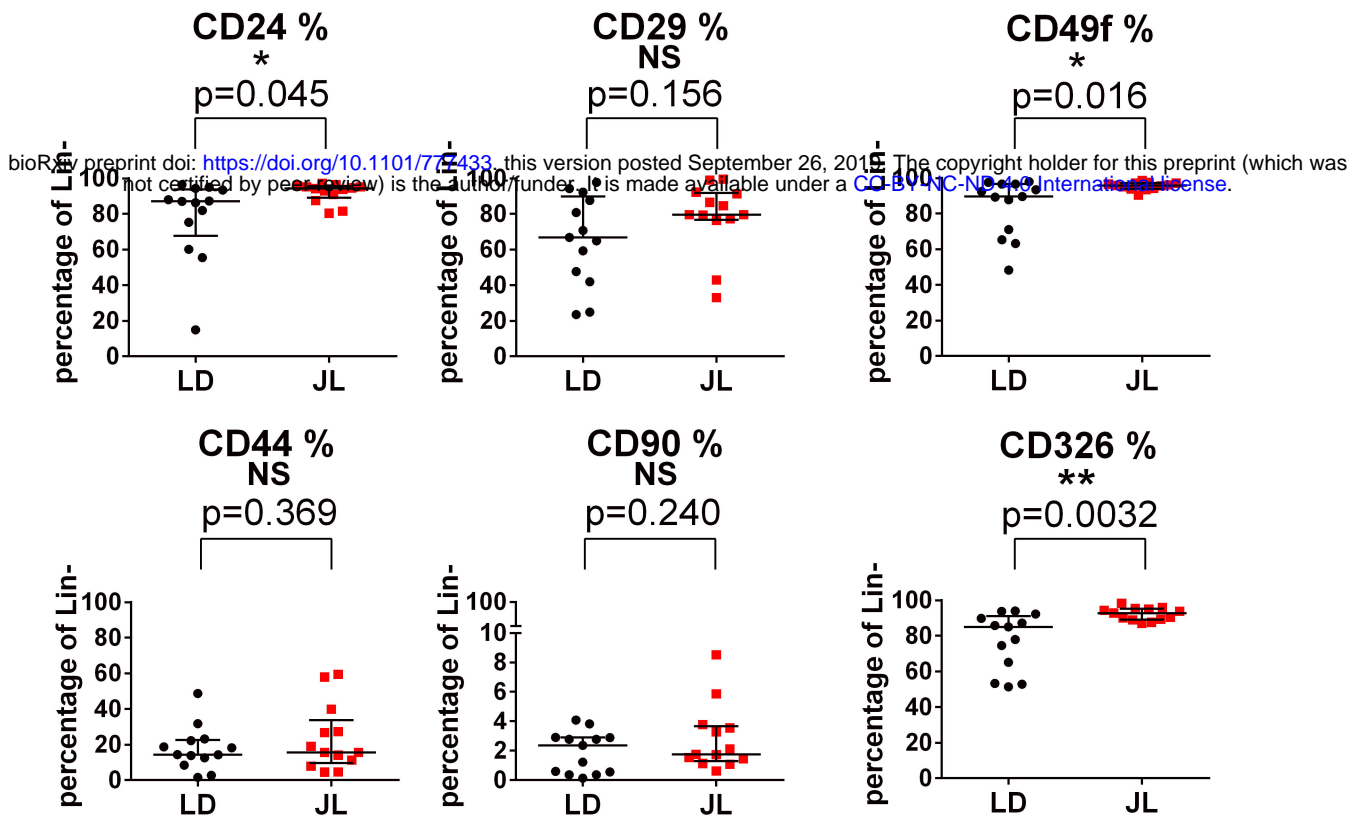 CD24 %
*
p=0.045
CD29 %
NS
p=0.156
CD49f %
*
p=0.016
bioRxiv preprint doi: https://doi.org/10.1101/777433. this version posted September 26, 2019. The copyright holder for this preprint (which was
not certified by peer review) is the author/funder. It is made available under a CC-BY-NC-ND 4.0 International license.
percentage of Lin-
100
80
60
40
20
0
LD
JL
percentage of Lin-
100
80
60
40
20
0
LD
JL
percentage of Lin-
100
80
60
40
20
0
LD
JL
CD44 %
NS
p=0.369
percentage of Lin-
100
80
60
40
20
0
LD
JL
CD90 %
NS
p=0.240
percentage of Lin-
100
10
8
6
4
2
0
LD
JL
CD326 %
**
p=0.0032
percentage of Lin-
100
80
60
40
20
0
LD
JL